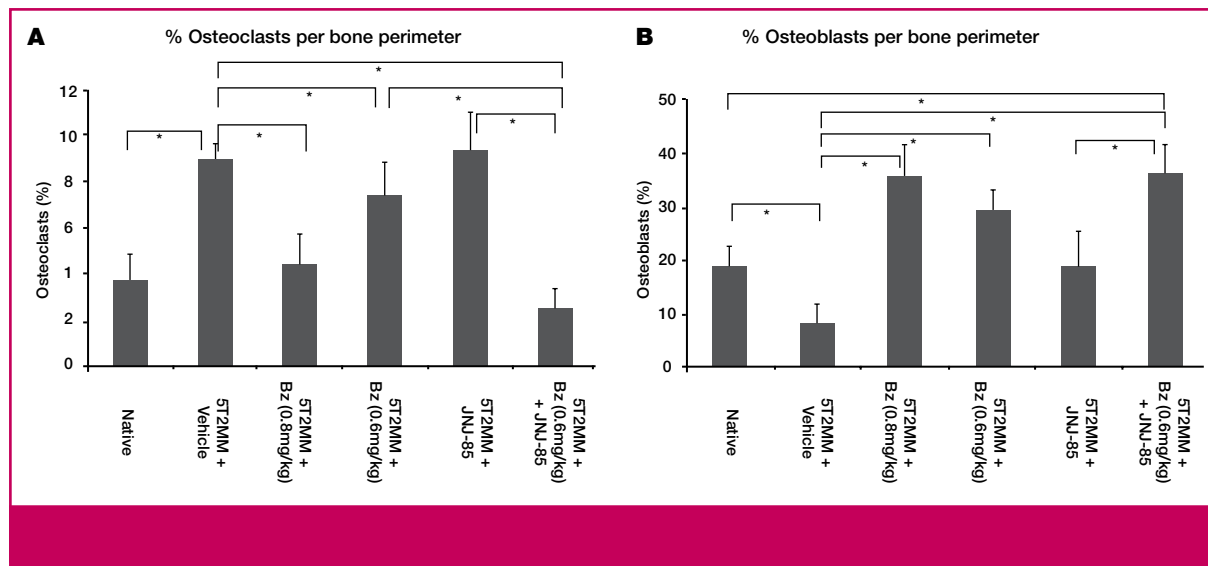 A
% Osteoclasts per bone perimeter
*
*
*
*
*
*
12
10
8
6
1
2
0
Osteoclasts (%)
Native
5T2MM +
Vehicle
5T2MM +
Bz (0.8mg/kg)
5T2MM +
Bz (0.6mg/kg)
5T2MM +
JNJ-85
5T2MM +
Bz (0.6mg/kg)
+ JNJ-85
B
% Osteoblasts per bone perimeter
*
*
*
*
*
*
50
40
30
20
10
0
Osteoblasts (%)
Native
5T2MM +
Vehicle
5T2MM +
Bz (0.8mg/kg)
5T2MM +
Bz (0.6mg/kg)
5T2MM +
JNJ-85
5T2MM +
Bz (0.6mg/kg)
+ JNJ-85